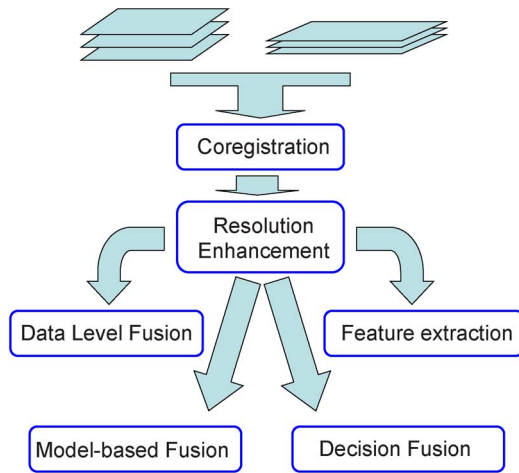 Coregistration
Resolution
Enhancement
Data Level Fusion
Feature extraction
Model-based Fusion
Decision Fusion